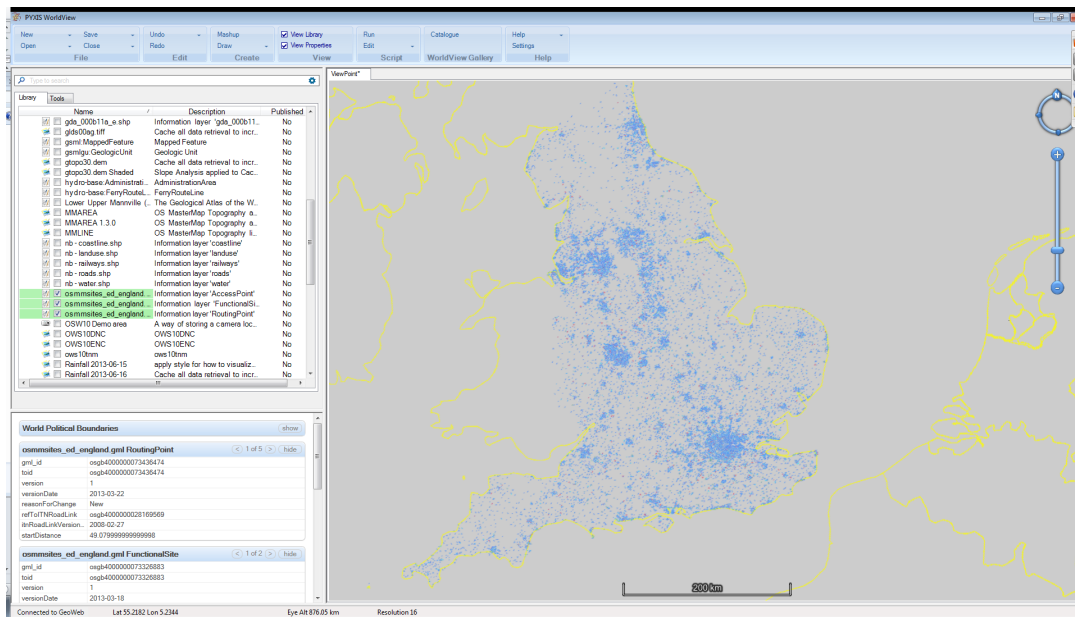 PYXIS WorldView
New Save Undo Mashup View Library Run Catalogue Help
Open Close Redo Draw View Properties Edit Settings
File Edit Create View Script WorldView Gallery Help
Type to search
ViewPoint*
Library Tools
Name Description Published
gda_000b11a_e.shp Information layer 'gda_000b11... No
glds00ag.tiff Cache all data retrieval to incr... No
gsml:MappedFeature Mapped Feature No
gsmlgu:GeologicUnit Geologic Unit No
gtopo30.dem Cache all data retrieval to incr... No
gtopo30.dem Shaded Slope Analysis applied to Cac... No
hydro-base:Administrati... AdministrationArea No
hydro-base:FerryRouteL... FerryRouteLine No
Lower Upper Mannville (... The Geological Atlas of the W... No
MMAREA OS MasterMap Topography a... No
MMAREA 1.3.0 OS MasterMap Topography a... No
MMLINE OS MasterMap Topography li... No
nb - coastline.shp Information layer 'coastline' No
nb - landuse.shp Information layer 'landuse' No
nb - railways.shp Information layer 'railways' No
nb - roads.shp Information layer 'roads' No
nb - water.shp Information layer 'water' No
osmmsites_ed_england.... Information layer 'AccessPoint' No
osmmsites_ed_england.... Information layer 'FunctionalSi... No
osmmsites_ed_england.... Information layer 'RoutingPoint' No
OSW10 Demo area A way of storing a camera loc... No
OWS10DNC OWS10DNC No
OWS10ENC OWS10ENC No
ows10tnm ows10tnm No
Rainfall 2013-06-15 apply style for how to visualiz... No
Rainfall 2013-06-16 Cache all data retrieval to incr... No
World Political Boundaries show
osmmsites_ed_england.gml RoutingPoint < 1 of 5 > hide
gml_id osgb4000000073436474
toid osgb4000000073436474
version 1
versionDate 2013-03-22
reasonForChange New
refToITNRoadLink osgb4000000028169569
itnRoadLinkVersion... 2008-02-27
startDistance 49.079999999999998
osmmsites_ed_england.gml FunctionalSite < 1 of 2 > hide
gml_id osgb4000000073326883
toid osgb4000000073326883
version 1
versionDate 2013-03-18
N
200 km
Connected to GeoWeb Lat 55.2182 Lon 5.2344 Eye Alt 876.05 km Resolution 16